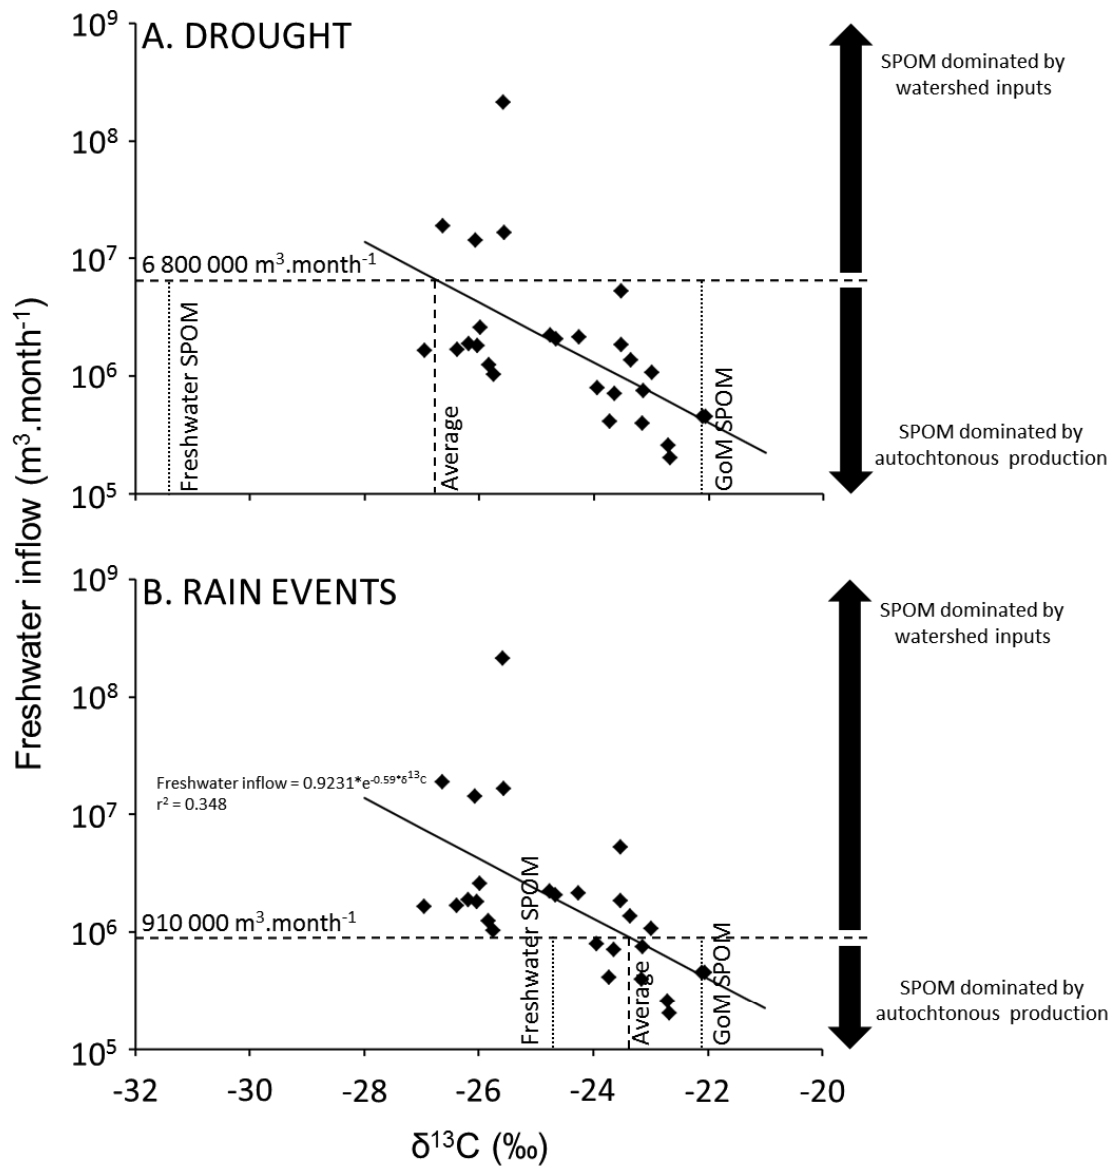 Freshwater inflow (m³.month⁻¹)
A. DROUGHT
10⁹
10⁸
10⁷
10⁶
10⁵
6 800 000 m³.month⁻¹
Freshwater SPOM
Average
GoM SPOM
SPOM dominated by
watershed inputs
SPOM dominated by
autochtonous production
B. RAIN EVENTS
10⁹
10⁸
10⁷
10⁶
10⁵
Freshwater inflow = 0.9231*e^-0.59*δ13C
r² = 0.348
910 000 m³.month⁻¹
Freshwater SPOM
Average
GoM SPOM
SPOM dominated by
watershed inputs
SPOM dominated by
autochtonous production
-32 -30 -28 -26 -24 -22 -20
δ¹³C (‰)